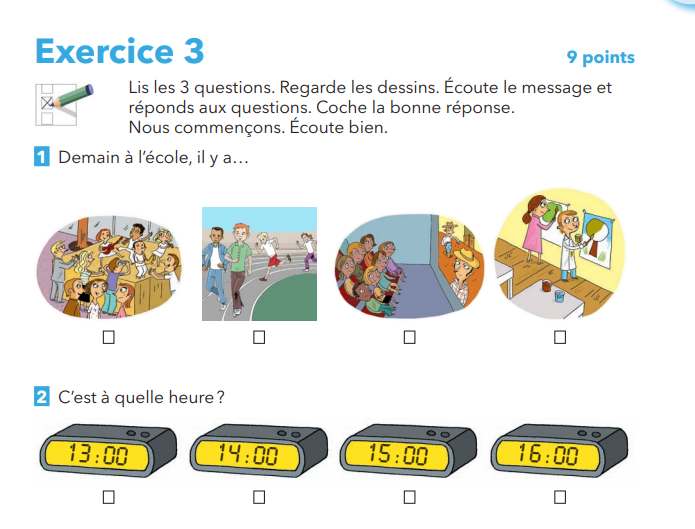 Exercice 3
9 points
Lis les 3 questions. Regarde les dessins. Écoute le message et
réponds aux questions. Coche la bonne réponse.
Nous commençons. Écoute bien.
1 Demain à l’école, il y a…
2 C’est à quelle heure ?
13:00 14:00 15:00 16:00